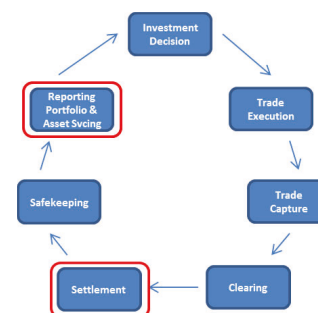 Investment
Decision
Trade
Execution
Trade
Capture
Clearing
Settlement
Safekeeping
Reporting
Portfolio &
Asset Svcing